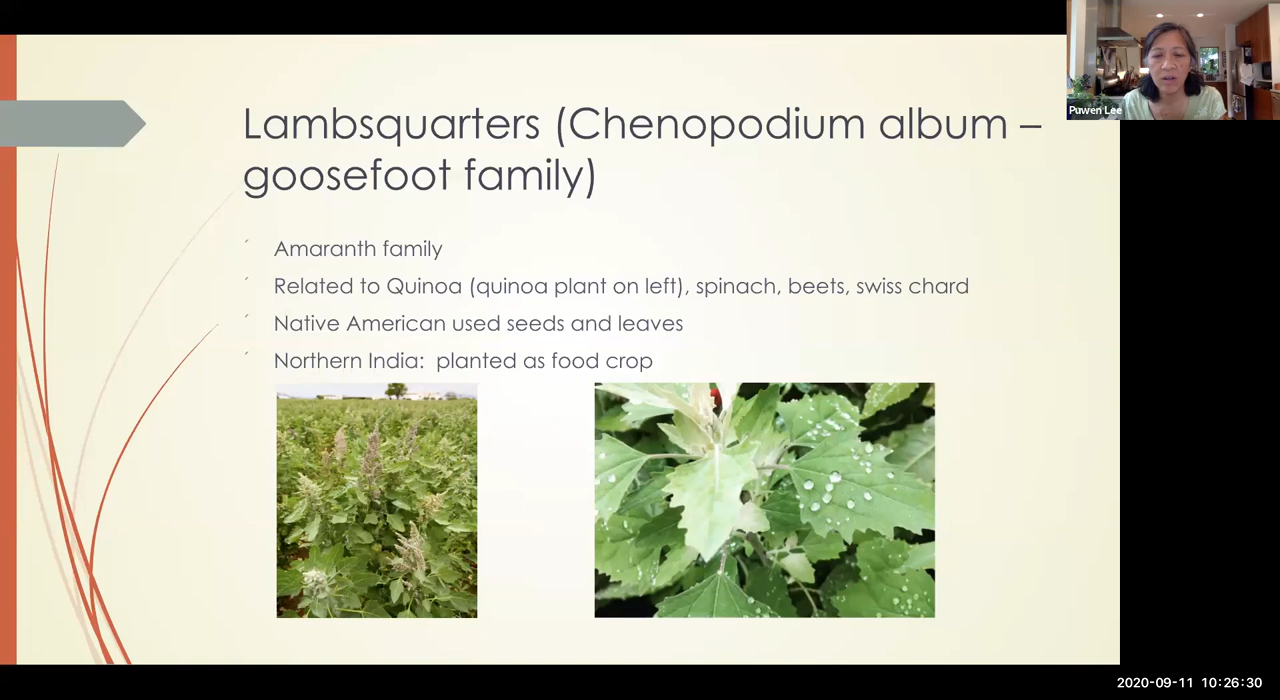 Puwen Lee
Lambsquarters (Chenopodium album –
goosefoot family)
Amaranth family
Related to Quinoa (quinoa plant on left), spinach, beets, swiss chard
Native American used seeds and leaves
Northern India:  planted as food crop
2020-09-11 10:26:30